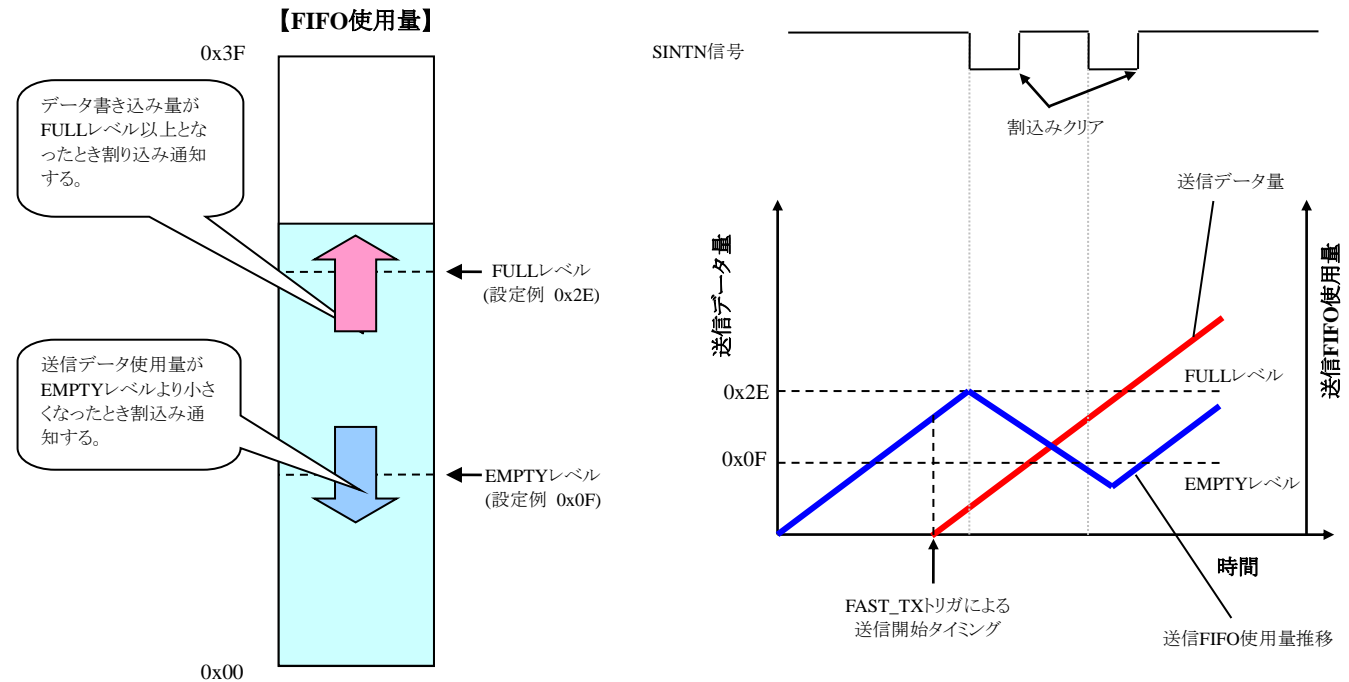 【FIFO使用量】
0x3F
データ書き込み量が
FULLレベル以上とな
ったとき割り込み通知
する。
FULLレベル
(設定例 0x2E)
送信データ使用量が
EMPTYレベルより小さ
くなったとき割込み通
知する。
EMPTYレベル
(設定例 0x0F)
0x00
SINTN信号
割込みクリア
送信データ量
送信データ量
送信FIFO使用量
0x2E
FULLレベル
0x0F
EMPTYレベル
時間
FAST_TXトリガによる
送信開始タイミング
送信FIFO使用量推移